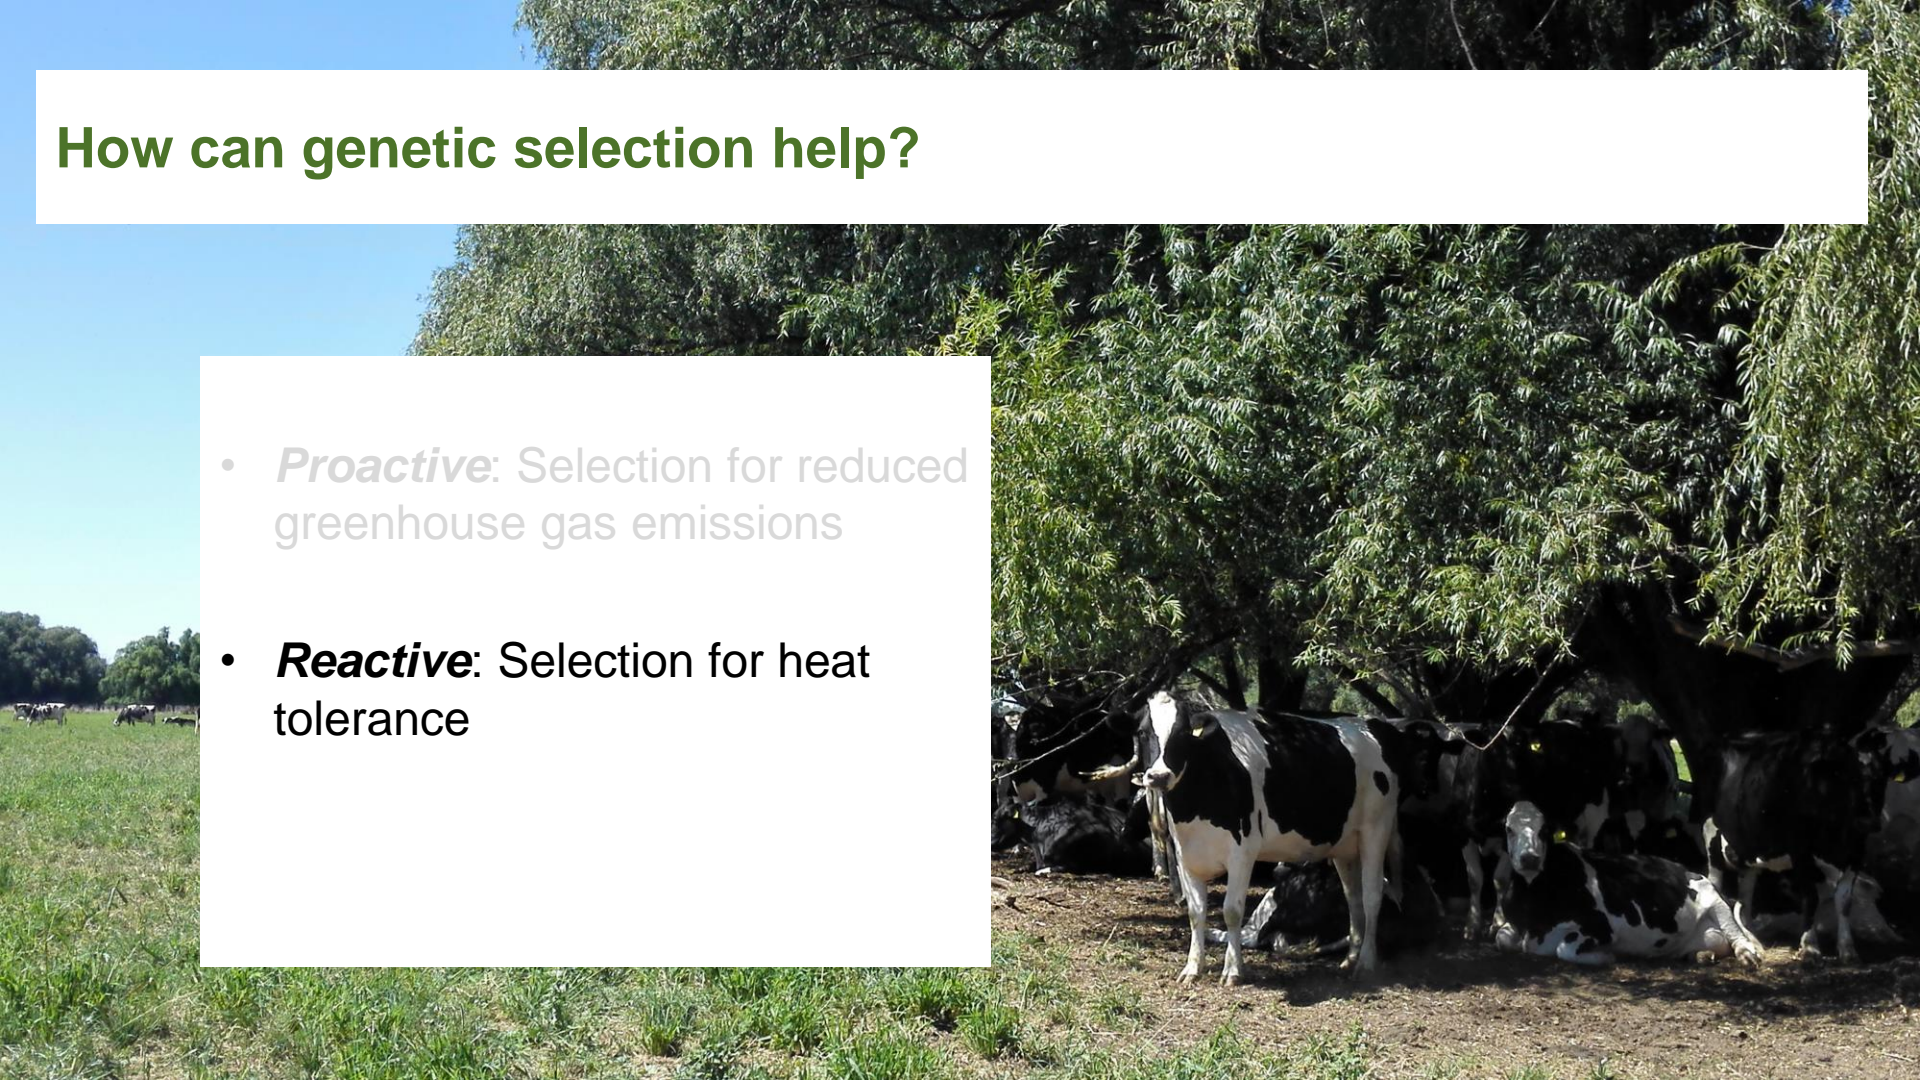 How can genetic selection help?
• Proactive: Selection for reduced
greenhouse gas emissions
• Reactive: Selection for heat
tolerance